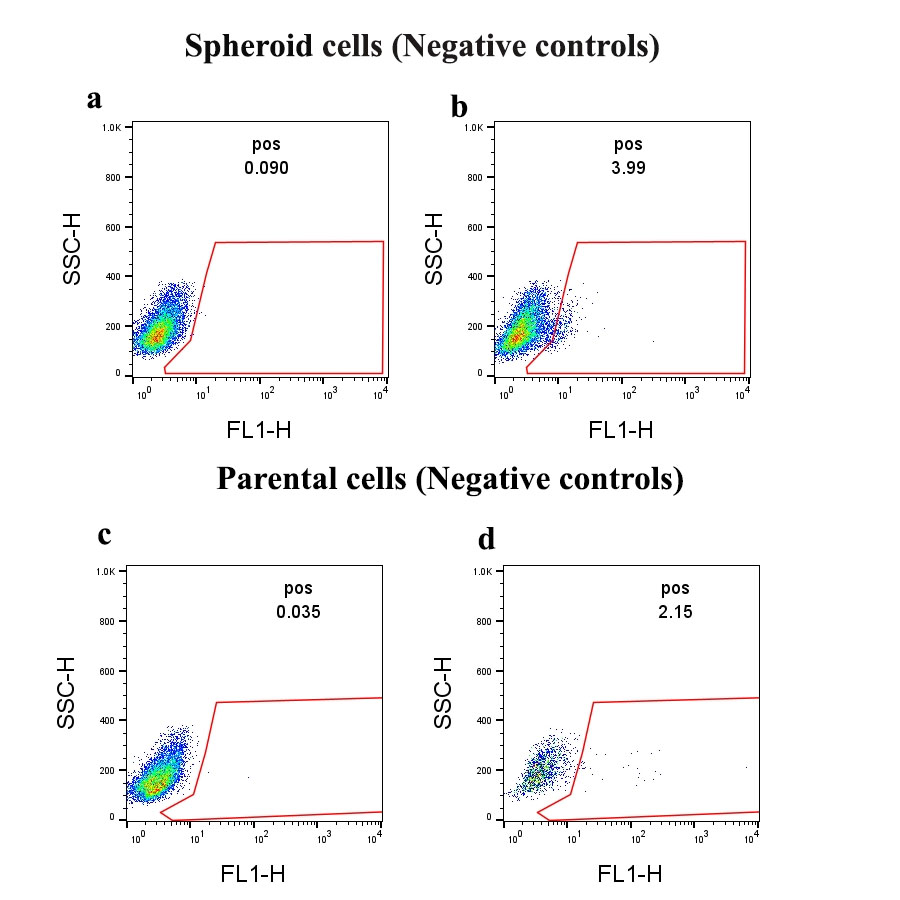 Spheroid cells (Negative controls)
a
b
1.0K
800
600
400
200
0
pos
0.090
SSC-H
10^0 10^1 10^2 10^3 10^4
FL1-H
1.0K
800
600
400
200
0
pos
3.99
SSC-H
10^0 10^1 10^2 10^3 10^4
FL1-H
Parental cells (Negative controls)
c
d
1.0K
800
600
400
200
0
pos
0.035
SSC-H
10^0 10^1 10^2 10^3 10^4
FL1-H
1.0K
800
600
400
200
0
pos
2.15
SSC-H
10^0 10^1 10^2 10^3 10^4
FL1-H